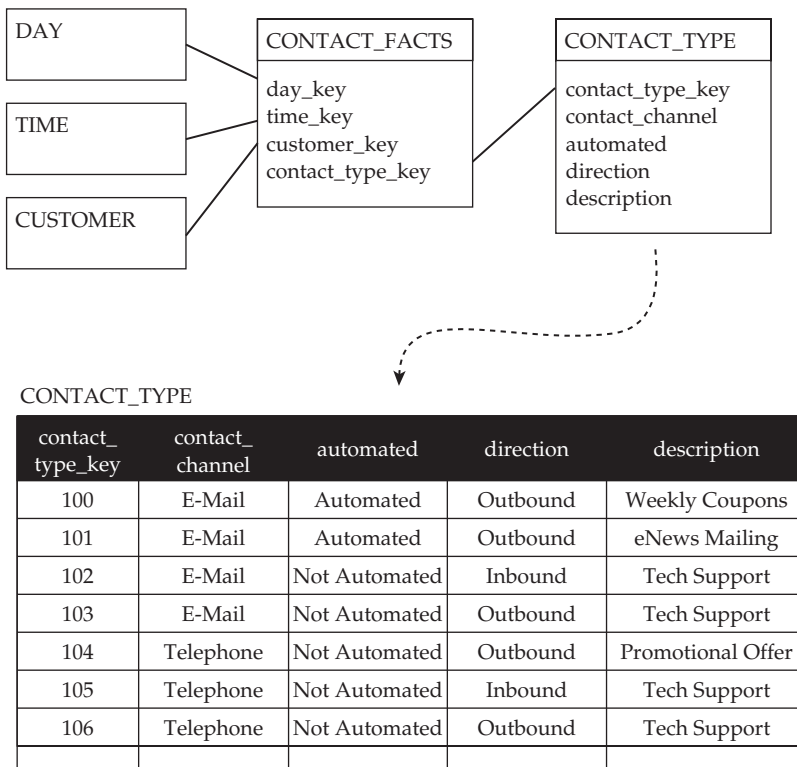 DAY
TIME
CUSTOMER
CONTACT_FACTS
day_key
time_key
customer_key
contact_type_key
CONTACT_TYPE
contact_type_key
contact_channel
automated
direction
description
CONTACT_TYPE
contact_
type_key
contact_
channel
automated
direction
description
100 E-Mail Automated Outbound Weekly Coupons
101 E-Mail Automated Outbound eNews Mailing
102 E-Mail Not Automated Inbound Tech Support
103 E-Mail Not Automated Outbound Tech Support
104 Telephone Not Automated Outbound Promotional Offer
105 Telephone Not Automated Inbound Tech Support
106 Telephone Not Automated Outbound Tech Support